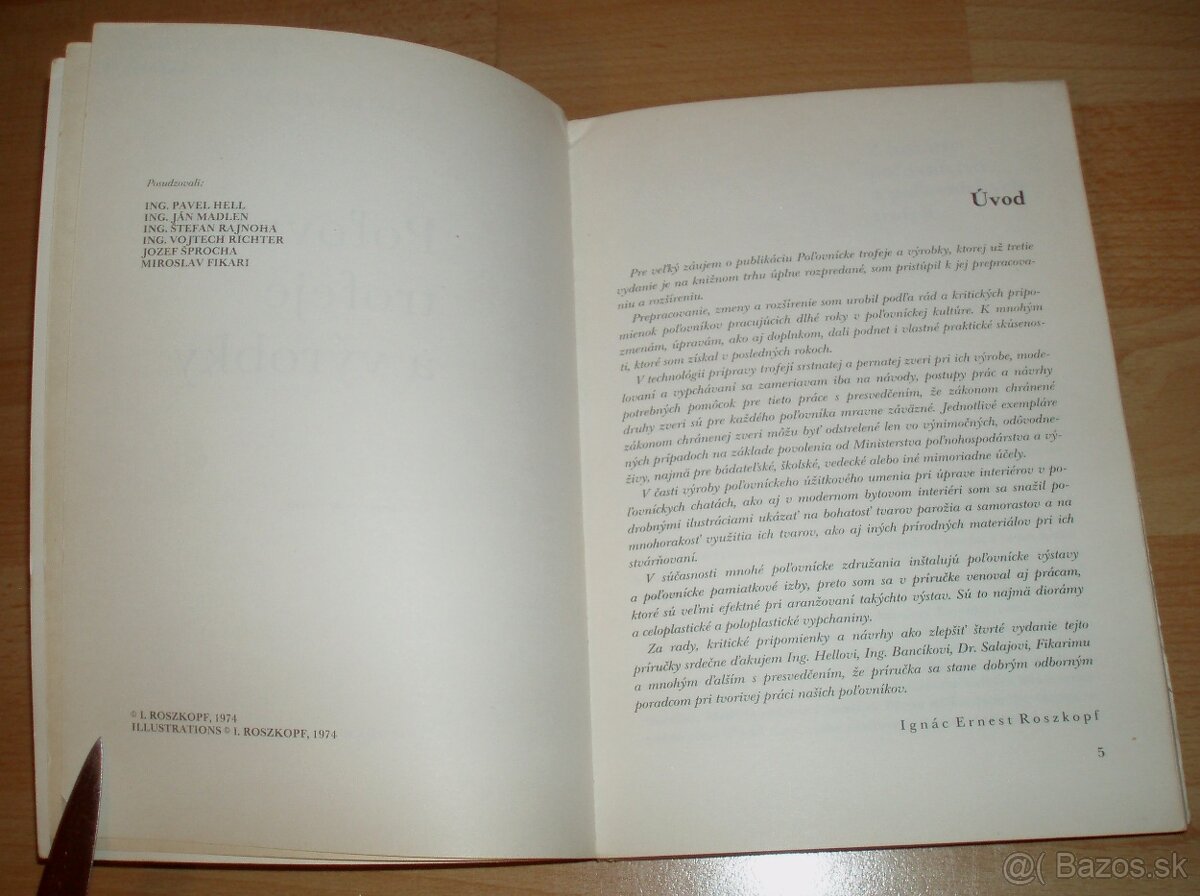 Posudzovali:
ING. PAVEL HELL
ING. JÁN MADLEN
ING. ŠTEFAN RAJNOHA
ING. VOJTECH RICHTER
JOZEF ŠPROCHA
MIROSLAV FIKARI
© I. ROSZKOPF, 1974
ILLUSTRATIONS © I. ROSZKOPF, 1974
Úvod
Pre veľký záujem o publikáciu Poľovnícke trofeje a výrobky, ktorej už tretie
vydanie je na knižnom trhu úplne rozpredané, som pristúpil k jej prepracova-
niu a rozšíreniu.
Prepracovanie, zmeny a rozšírenie som urobil podľa rád a kritických pripo-
mienok poľovníkov pracujúcich dlhé roky v poľovníckej kultúre. K mnohým
zmenám, úpravám, ako aj doplnkom, dali podnet i vlastné praktické skúsenos-
ti, ktoré som získal v posledných rokoch.
V technológii prípravy trofejí srstnatej a pernatej zveri pri ich výrobe, mode-
lovaní a vypchávaní sa zameriavam iba na návody, postupy prác a návrhy
potrebných pomôcok pre tieto práce s presvedčením, že zákonom chránené
druhy zveri sú pre každého poľovníka mravne záväzné. Jednotlivé exempláre
zákonom chránenej zveri môžu byť odstrelené len vo výnimočných, odôvodne-
ných prípadoch na základe povolenia od Ministerstva poľnohospodárstva a vý-
živy, najmä pre bádateľské, školské, vedecké alebo iné mimoriadne účely.
V časti výroby poľovníckeho úžitkového umenia pri úprave interiérov v po-
ľovníckych chatách, ako aj v modernom bytovom interiéri som sa snažil po-
drobnými ilustráciami ukázať na bohatosť tvarov parožia a samorastov a na
mnohorakosť využitia ich tvarov, ako aj iných prírodných materiálov pri ich
stvárňovaní.
V súčasnosti mnohé poľovnícke združania inštalujú poľovnícke výstavy
a poľovnícke pamiatkové izby, preto som sa v príručke venoval aj prácam,
ktoré sú veľmi efektné pri aranžovaní takýchto výstav. Sú to najmä diorámy
a celoplastické a poloplastické vypchaniny.
Za rady, kritické pripomienky a návrhy ako zlepšiť štvrté vydanie tejto
príručky srdečne ďakujem Ing. Hellovi, Ing. Bancíkovi, Dr. Salajovi, Fikarimu
a mnohým ďalším s presvedčením, že príručka sa stane dobrým odborným
poradcom pri tvorivej práci našich poľovníkov.
Ignác Ernest Roszkopf
5
@( Bazos.sk